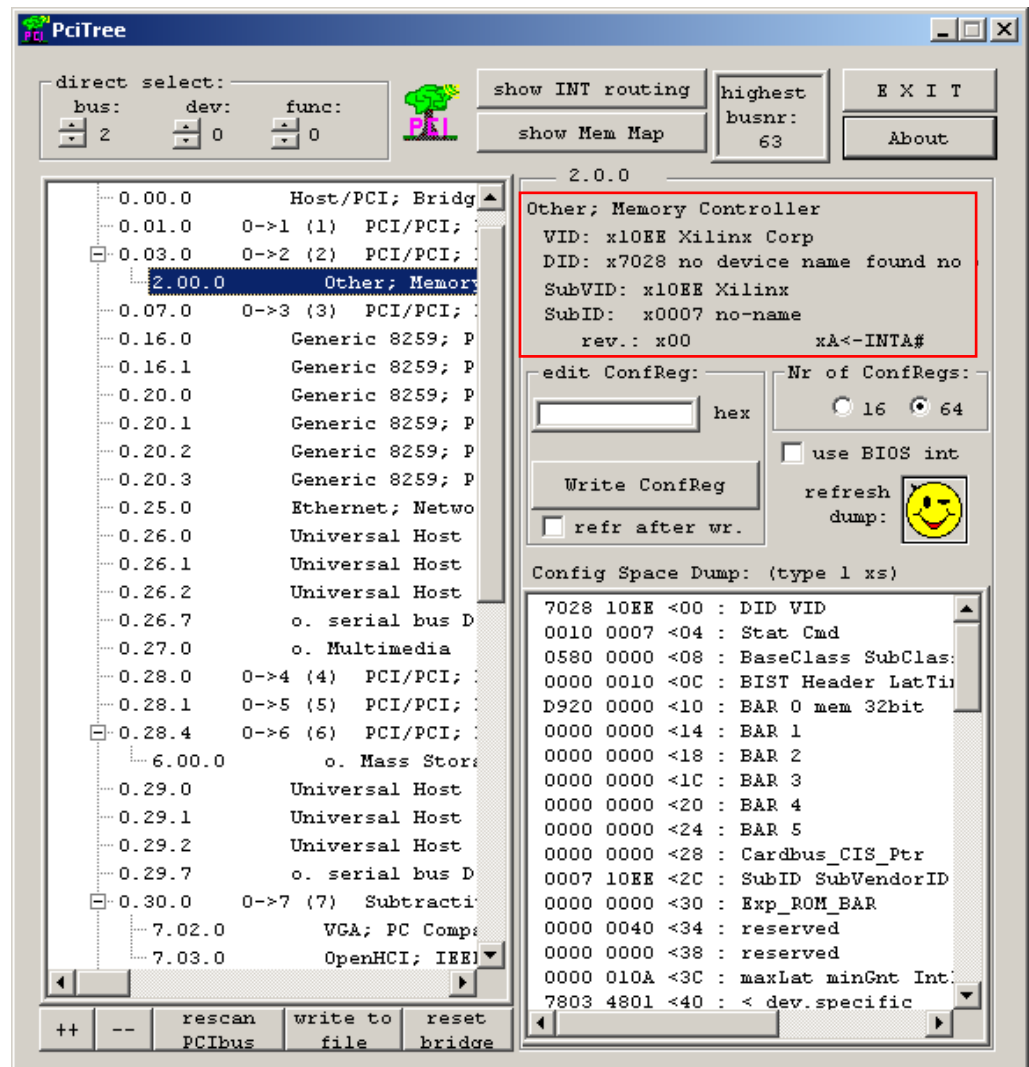 PciTree
direct select:
bus: dev: func:
2 0 0
PCI
show INT routing
show Mem Map
highest
busnr:
63
E X I T
About
0.00.0 Host/PCI; Bridg
0.01.0 0->1 (1) PCI/PCI;
0.03.0 0->2 (2) PCI/PCI;
2.00.0 Other; Memory
0.07.0 0->3 (3) PCI/PCI;
0.16.0 Generic 8259; P
0.16.1 Generic 8259; P
0.20.0 Generic 8259; P
0.20.1 Generic 8259; P
0.20.2 Generic 8259; P
0.20.3 Generic 8259; P
0.25.0 Ethernet; Netwo
0.26.0 Universal Host
0.26.1 Universal Host
0.26.2 Universal Host
0.26.7 o. serial bus D
0.27.0 o. Multimedia
0.28.0 0->4 (4) PCI/PCI;
0.28.1 0->5 (5) PCI/PCI;
0.28.4 0->6 (6) PCI/PCI;
6.00.0 o. Mass Stora
0.29.0 Universal Host
0.29.1 Universal Host
0.29.2 Universal Host
0.29.7 o. serial bus D
0.30.0 0->7 (7) Subtracti
7.02.0 VGA; PC Compa
7.03.0 OpenHCI; IEE
++ -- rescan PCIbus write to file reset bridge
2.0.0
Other; Memory Controller
VID: x10EE Xilinx Corp
DID: x7028 no device name found no
SubVID: x10EE Xilinx
SubID: x0007 no-name
rev.: x00 xA<-INTA#
edit ConfReg:
hex
Write ConfReg
refr after wr.
Nr of ConfRegs:
16 64
use BIOS int
refresh
dump:
Config Space Dump: (type 1 xs)
7028 10EE <00 : DID VID
0010 0007 <04 : Stat Cmd
0580 0000 <08 : BaseClass SubClas
0000 0010 <0C : BIST Header LatTi
D920 0000 <10 : BAR 0 mem 32bit
0000 0000 <14 : BAR 1
0000 0000 <18 : BAR 2
0000 0000 <1C : BAR 3
0000 0000 <20 : BAR 4
0000 0000 <24 : BAR 5
0000 0000 <28 : Cardbus_CIS_Ptr
0007 10EE <2C : SubID SubVendorID
0000 0000 <30 : Exp_ROM_BAR
0000 0040 <34 : reserved
0000 0000 <38 : reserved
0000 010A <3C : maxLat minGnt Int
7803 4801 <40 : < dev.specific